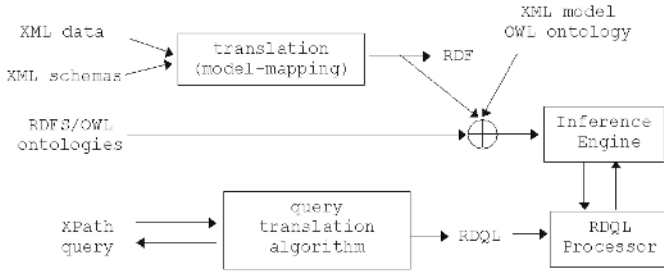 XML data
XML schemas
translation
(model-mapping)
RDF
XML model
OWL ontology
RDFS/OWL
ontologies
Inference
Engine
XPath
query
query
translation
algorithm
RDQL
RDQL
Processor